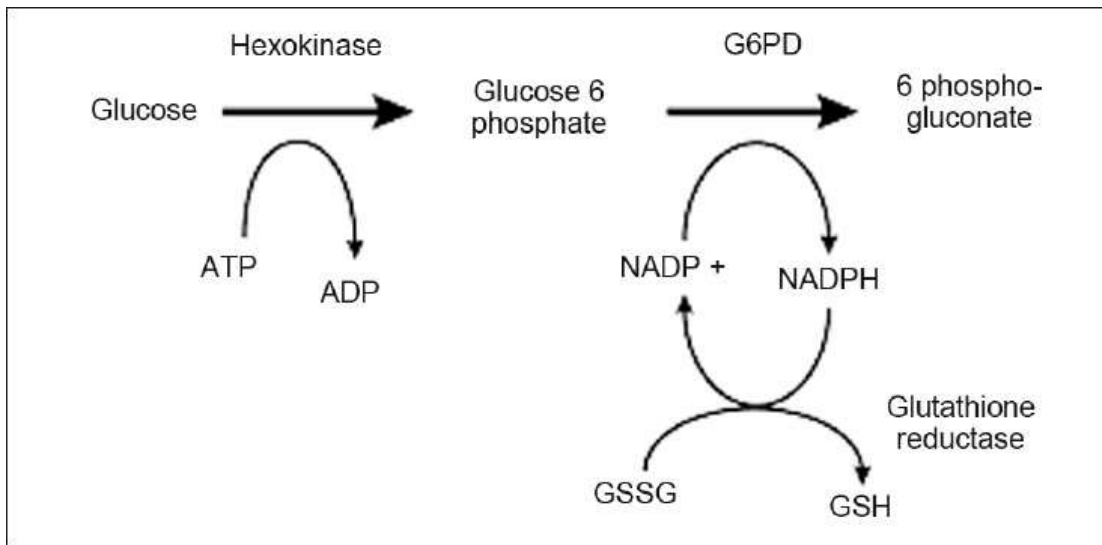 Hexokinase
G6PD
Glucose
Glucose 6
phosphate
6 phospho-
gluconate
ATP
ADP
NADP +
NADPH
Glutathione
reductase
GSSG
GSH